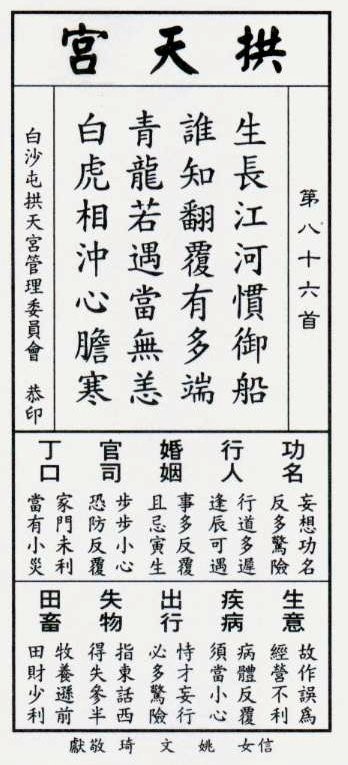 拱天宮
第八十六首
生長江河慣御船
誰知翻覆有多端
青龍若遇當無恙
白虎相沖心膽寒
白沙屯拱天宮管理委員會　恭印
功名
妄想功名
反多驚險
行人
行道多遲
逢辰可遇
婚姻
事多反覆
且忌寅生
官司
步步小心
恐防反覆
丁口
家門未利
當有小災
生意
故作誤為
經營不利
疾病
病體反覆
須當小心
出行
恃才妄行
必多驚險
失物
指東話西
得失參半
田畜
牧養遜前
田財少利
信女　姚文琦　敬獻